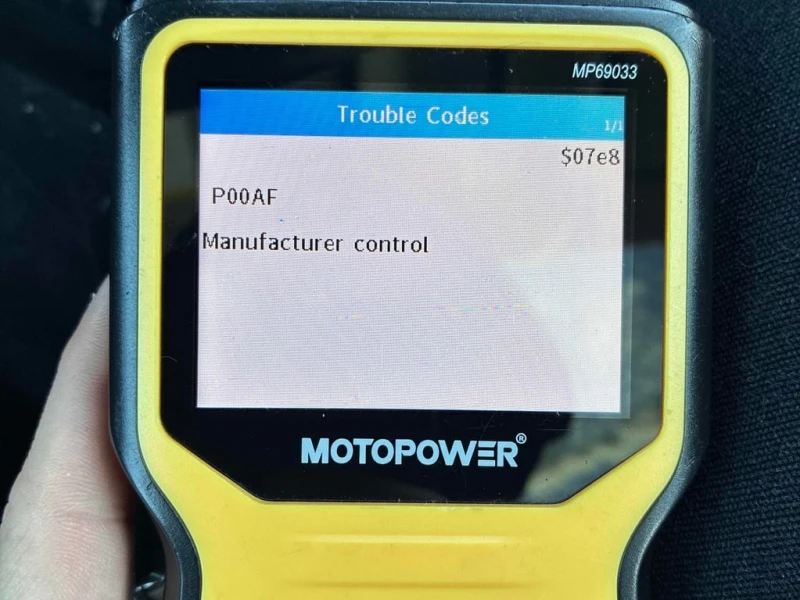 MP69033
Trouble Codes
1/1
$07e8
P00AF
Manufacturer control
MOTOPOWER®